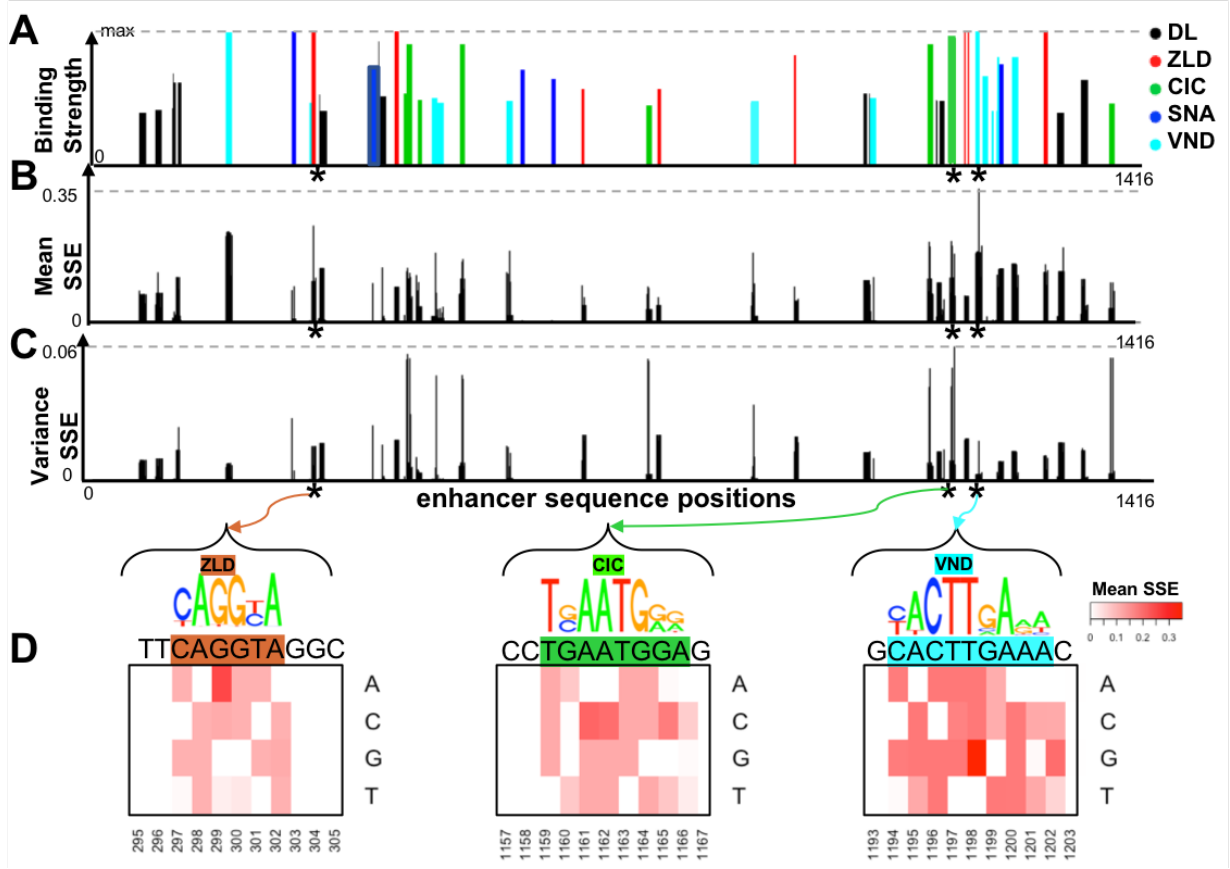 A
max
Binding
Strength
0
DL
ZLD
CIC
SNA
VND
* * *
1416
B
0.35
Mean
SSE
0
* * *
1416
C
0.06
Variance
SSE
0
0
* enhancer sequence positions * *
1416
ZLD
CIC
VND
Mean SSE
0 0.1 0.2 0.3
CAGGTA
TGAATGGG
CACTTGAAA
D
TTCAGGTAGGC
CCTGAATGGAG
GCACTTGAAAC
A
C
G
T
A
C
G
T
A
C
G
T
295 296 297 298 299 300 301 302 303 304 305
1157 1158 1159 1160 1161 1162 1163 1164 1165 1166 1167
1193 1194 1195 1196 1197 1198 1199 1200 1201 1202 1203